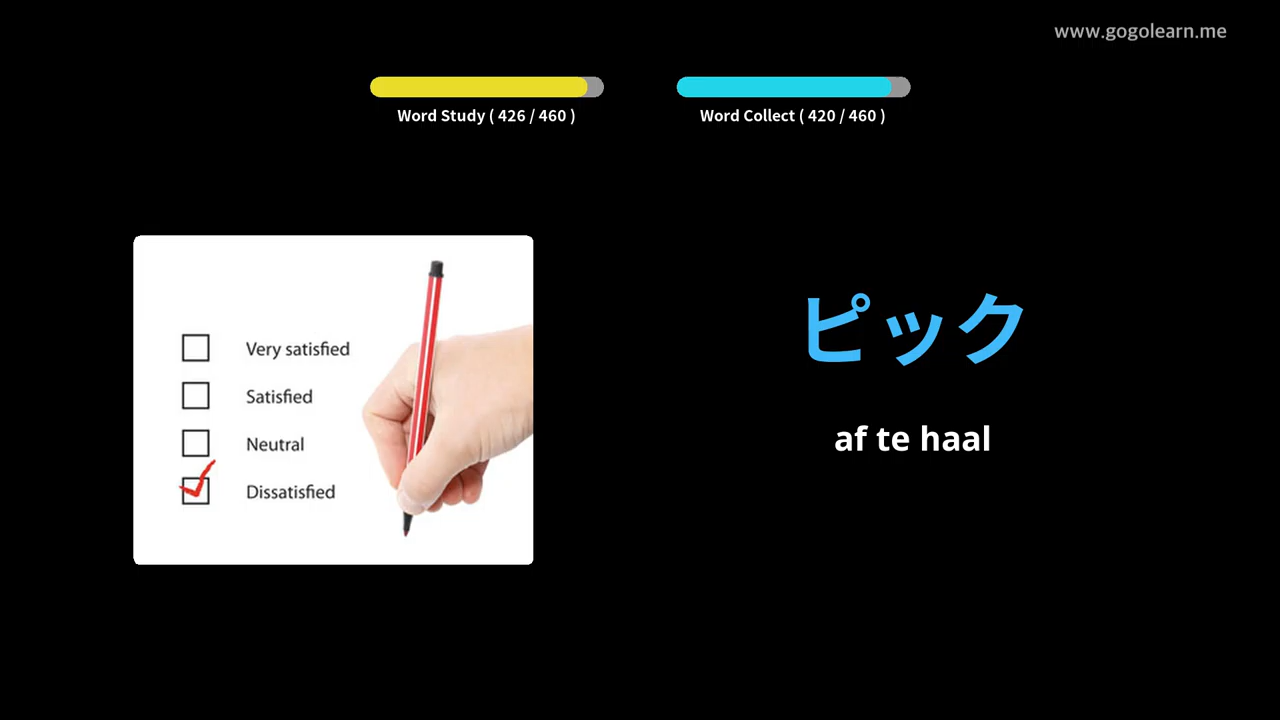 www.gogolearn.me
Word Study ( 426 / 460 )
Word Collect ( 420 / 460 )
Very satisfied
Satisfied
Neutral
Dissatisfied
ピック
af te haal